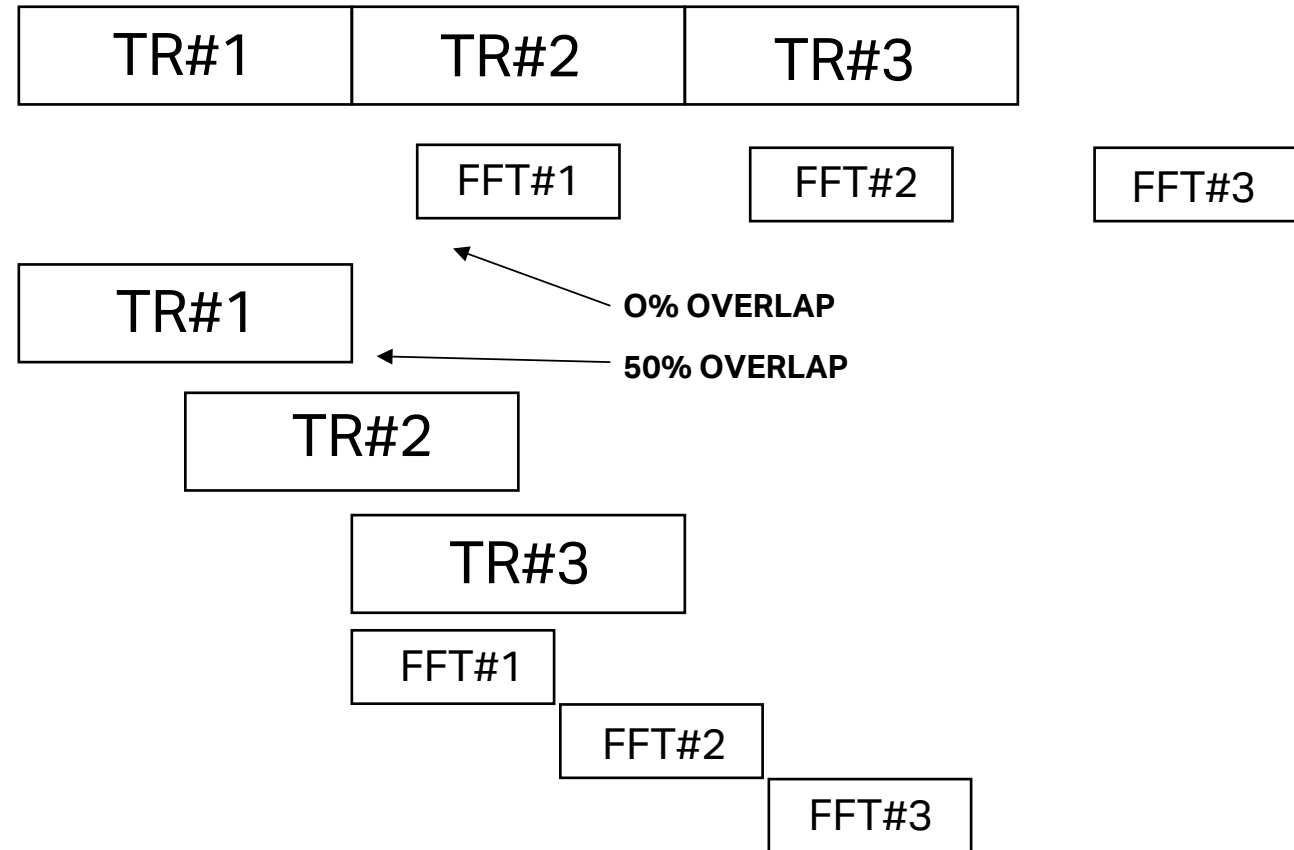 TR#1 TR#2 TR#3
FFT#1 FFT#2 FFT#3
TR#1
O% OVERLAP
50% OVERLAP
TR#2
TR#3
FFT#1
FFT#2
FFT#3